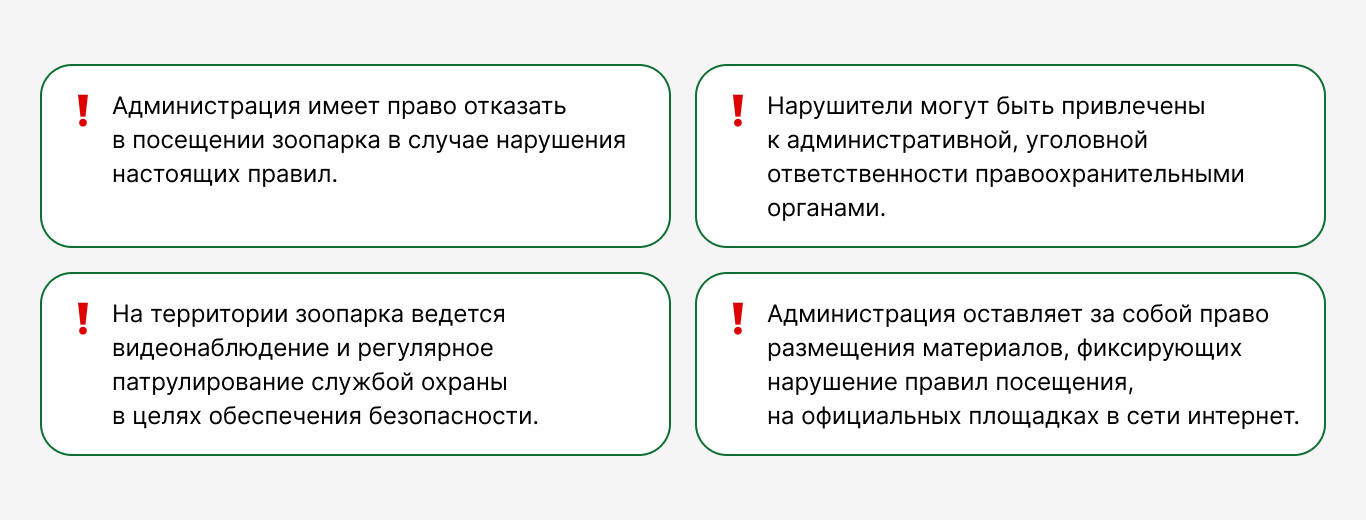 ! Администрация имеет право отказать
в посещении зоопарка в случае нарушения
настоящих правил.
! Нарушители могут быть привлечены
к административной, уголовной
ответственности правоохранительными
органами.
! На территории зоопарка ведется
видеонаблюдение и регулярное
патрулирование службой охраны
в целях обеспечения безопасности.
! Администрация оставляет за собой право
размещения материалов, фиксирующих
нарушение правил посещения,
на официальных площадках в сети интернет.